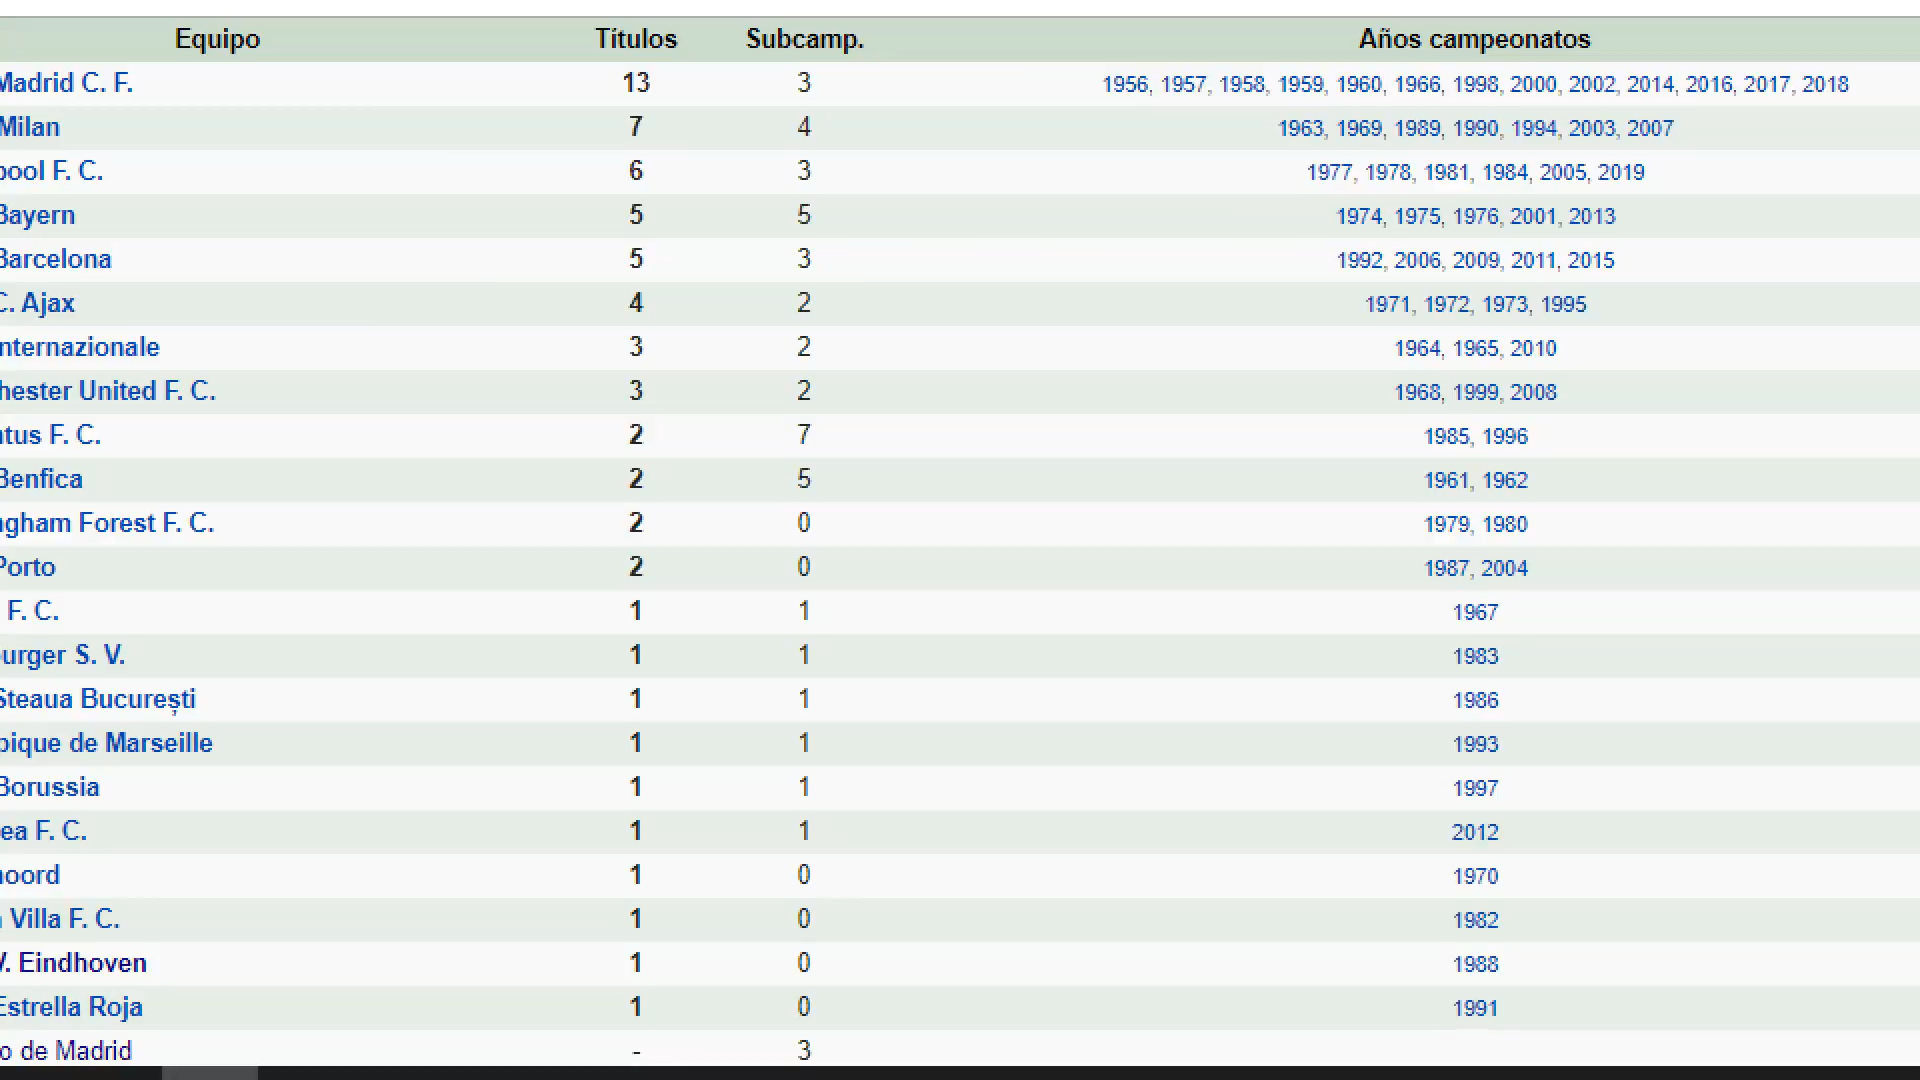 Equipo Títulos Subcamp. Años campeonatos
Madrid C. F. 13 3 1956, 1957, 1958, 1959, 1960, 1966, 1998, 2000, 2002, 2014, 2016, 2017, 2018
Milan 7 4 1963, 1969, 1989, 1990, 1994, 2003, 2007
pool F. C. 6 3 1977, 1978, 1981, 1984, 2005, 2019
Bayern 5 5 1974, 1975, 1976, 2001, 2013
Barcelona 5 3 1992, 2006, 2009, 2011, 2015
C. Ajax 4 2 1971, 1972, 1973, 1995
nternazionale 3 2 1964, 1965, 2010
hester United F. C. 3 2 1968, 1999, 2008
ntus F. C. 2 7 1985, 1996
Benfica 2 5 1961, 1962
ngham Forest F. C. 2 0 1979, 1980
Porto 2 0 1987, 2004
F. C. 1 1 1967
burger S. V. 1 1 1983
Steaua București 1 1 1986
pique de Marseille 1 1 1993
Borussia 1 1 1997
ea F. C. 1 1 2012
noord 1 0 1970
Villa F. C. 1 0 1982
V. Eindhoven 1 0 1988
Estrella Roja 1 0 1991
o de Madrid - 3